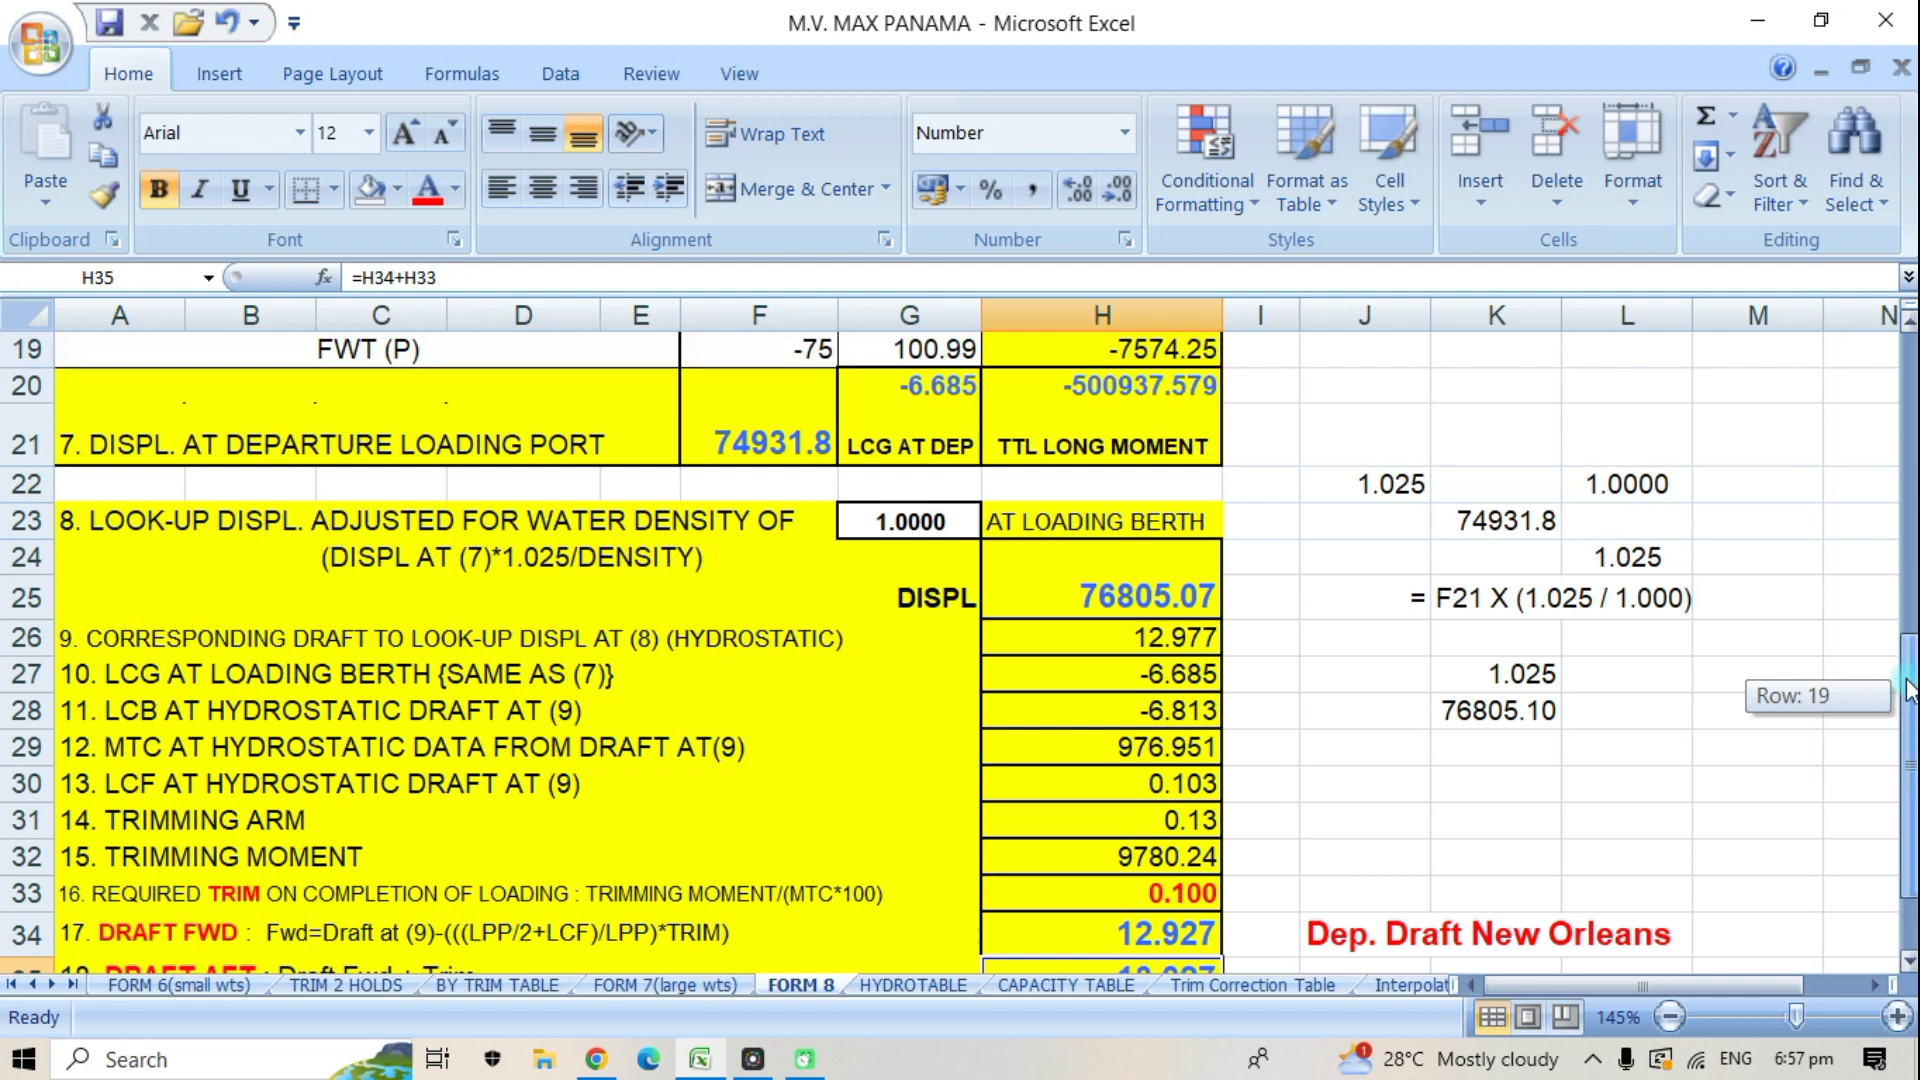 M.V. MAX PANAMA - Microsoft Excel
Home Insert Page Layout Formulas Data Review View
Arial 12 Wrap Text Number
Paste B I U Merge & Center % , Conditional Formatting Format as Table Cell Styles Insert Delete Format Sort & Filter Find & Select
Clipboard Font Alignment Number Styles Cells Editing
H35 fx =H34+H33
A B C D E F G H I J K L M N
19 FWT (P) -75 100.99 -7574.25
20 -6.685 -500937.579
21 7. DISPL. AT DEPARTURE LOADING PORT 74931.8 LCG AT DEP TTL LONG MOMENT
22 1.025 1.0000
23 8. LOOK-UP DISPL. ADJUSTED FOR WATER DENSITY OF 1.0000 AT LOADING BERTH 74931.8
24 (DISPL AT (7)*1.025/DENSITY) 1.025
25 DISPL 76805.07 = F21 X (1.025 / 1.000)
26 9. CORRESPONDING DRAFT TO LOOK-UP DISPL AT (8) (HYDROSTATIC) 12.977
27 10. LCG AT LOADING BERTH {SAME AS (7)} -6.685 1.025
28 11. LCB AT HYDROSTATIC DRAFT AT (9) -6.813 76805.10
Row: 19
29 12. MTC AT HYDROSTATIC DATA FROM DRAFT AT(9) 976.951
30 13. LCF AT HYDROSTATIC DRAFT AT (9) 0.103
31 14. TRIMMING ARM 0.13
32 15. TRIMMING MOMENT 9780.24
33 16. REQUIRED TRIM ON COMPLETION OF LOADING : TRIMMING MOMENT/(MTC*100) 0.100
34 17. DRAFT FWD : Fwd=Draft at (9)-(((LPP/2+LCF)/LPP)*TRIM) 12.927 Dep. Draft New Orleans
18. DRAFT AFT : Draft Fwd + Trim
FORM 6(small wts) TRIM 2 HOLDS BY TRIM TABLE FORM 7(large wts) FORM 8 HYDROTABLE CAPACITY TABLE Trim Correction Table Interpolat
Ready 145%
Search 28°C Mostly cloudy ENG 6:57 pm